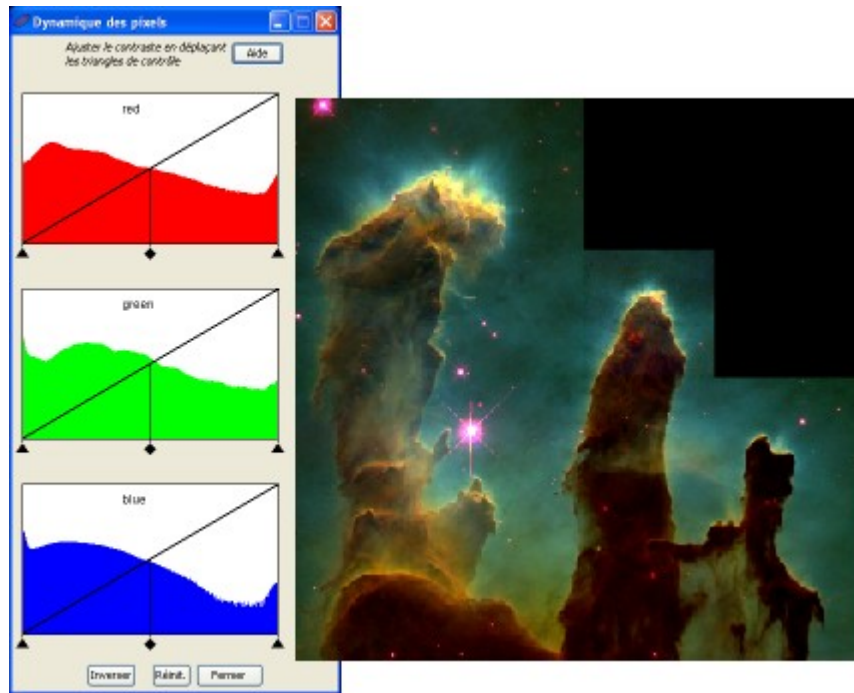 Dynamique des pixels
Ajuster le contraste en déplaçant
les triangles de contrôle
Aide
red
green
blue
Inverser Réinit. Fermer